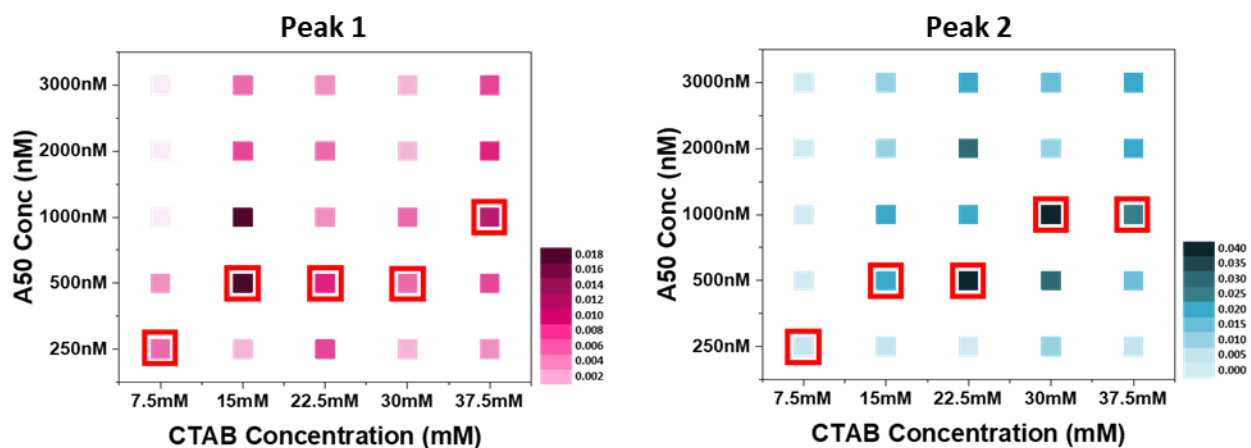 Peak 1
A50 Conc (nM)
3000nM
2000nM
1000nM
500nM
250nM
7.5mM 15mM 22.5mM 30mM 37.5mM
CTAB Concentration (mM)
0.018
0.016
0.014
0.012
0.010
0.008
0.006
0.004
0.002
Peak 2
A50 Conc (nM)
3000nM
2000nM
1000nM
500nM
250nM
7.5mM 15mM 22.5mM 30mM 37.5mM
CTAB Concentration (mM)
0.040
0.035
0.030
0.025
0.020
0.015
0.010
0.005
0.000